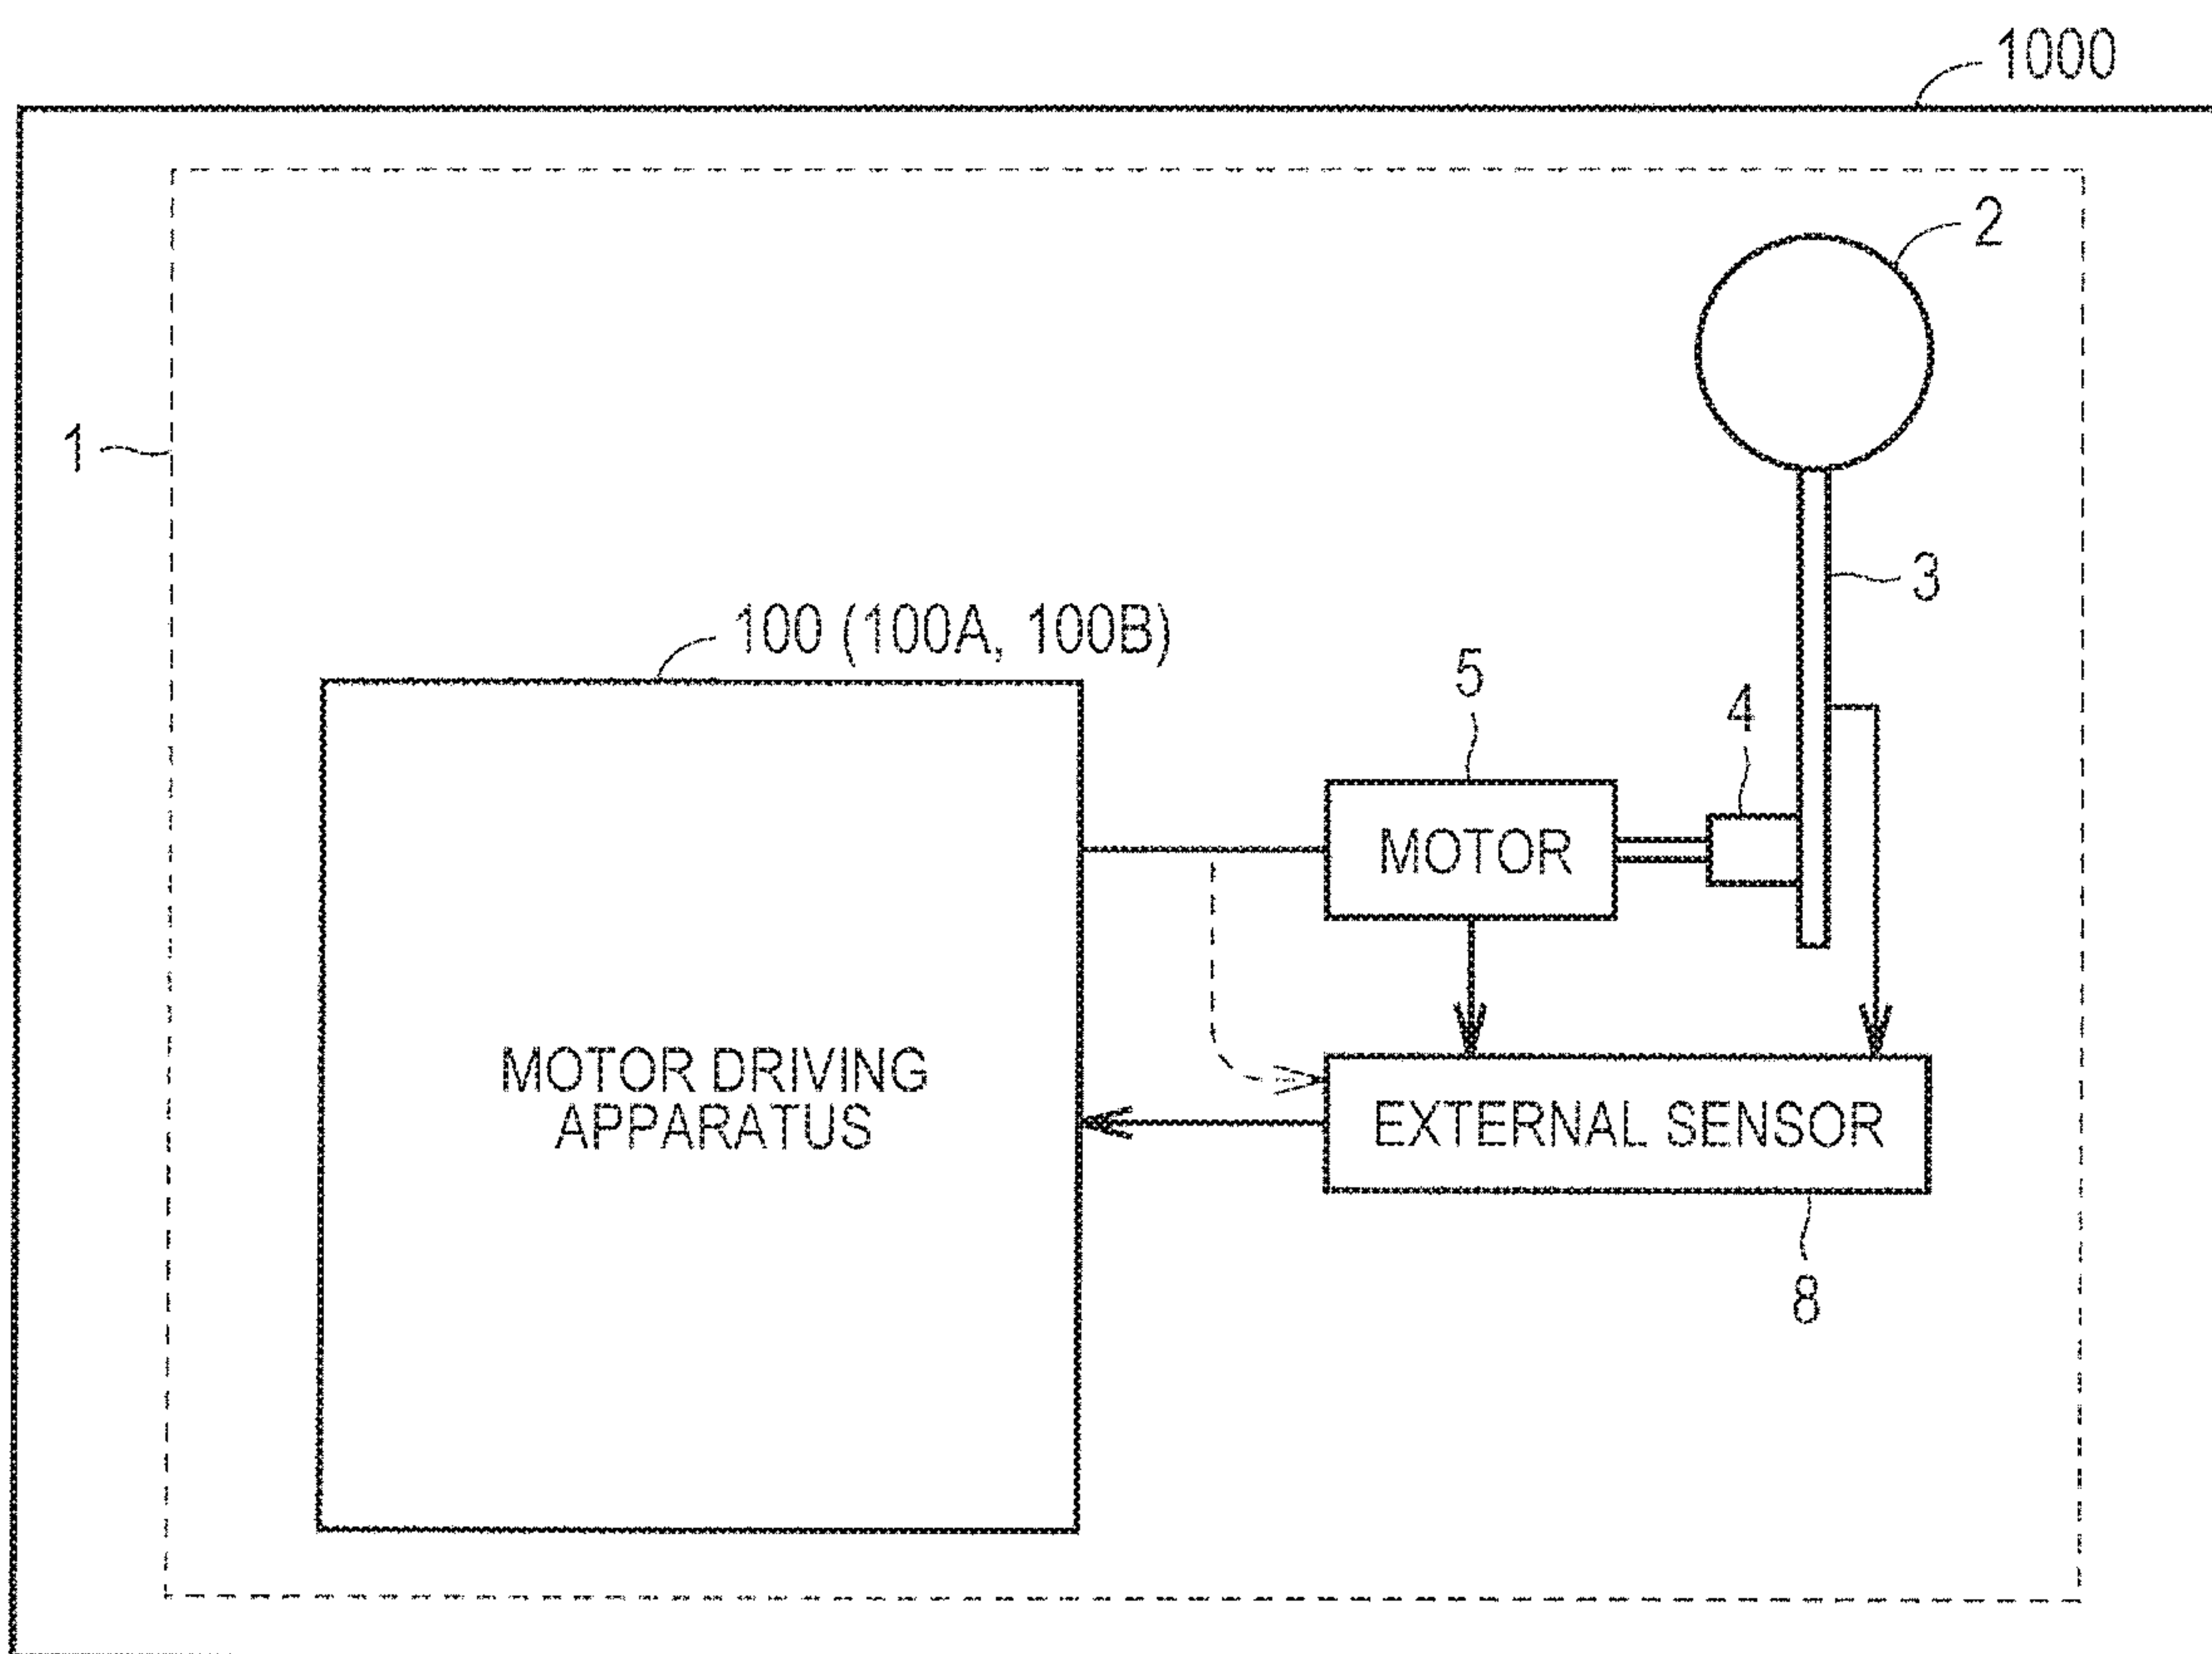 1000
2
1
3
100 (100A, 100B)
5
4
MOTOR
MOTOR DRIVING
APPARATUS
EXTERNAL SENSOR
8